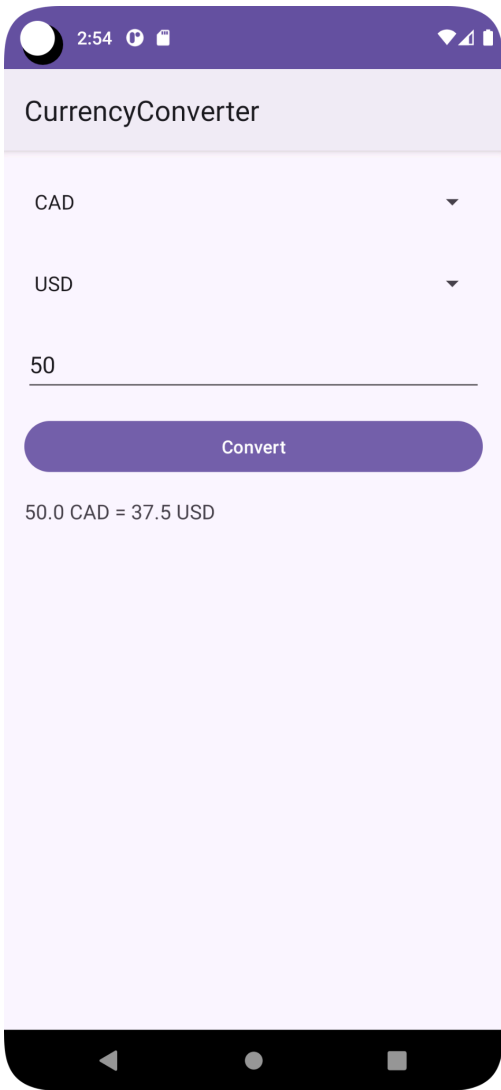 2:54
CurrencyConverter
CAD
USD
50
Convert
50.0 CAD = 37.5 USD